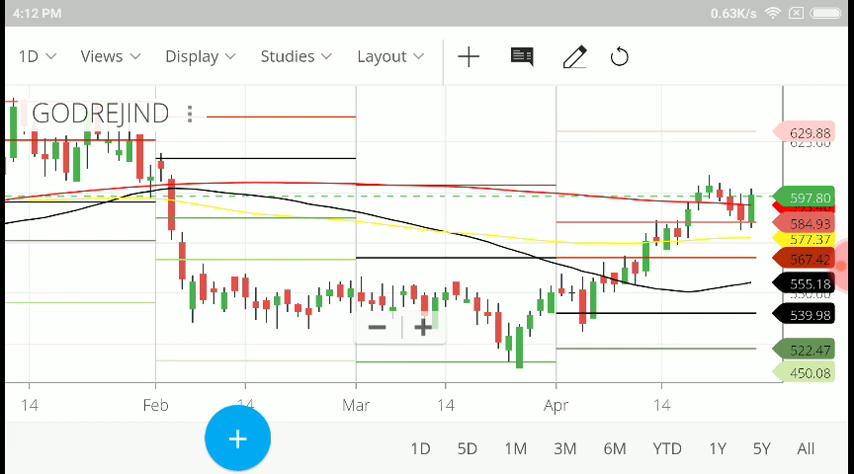 4:12 PM 0.63K/s
1D Views Display Studies Layout
GODREJIND
629.88
597.80
584.93
577.37
567.42
555.18
539.98
522.47
450.08
14 Feb 14 Mar 14 Apr 14
1D 5D 1M 3M 6M YTD 1Y 5Y All